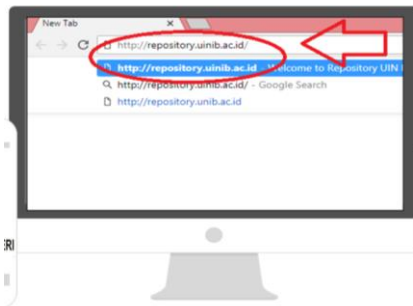 New Tab
http://repository.uinib.ac.id/
http://repository.uinib.ac.id - Welcome to Repository UIN
http://repository.uinib.ac.id/ - Google Search
http://repository.unib.ac.id
ERI